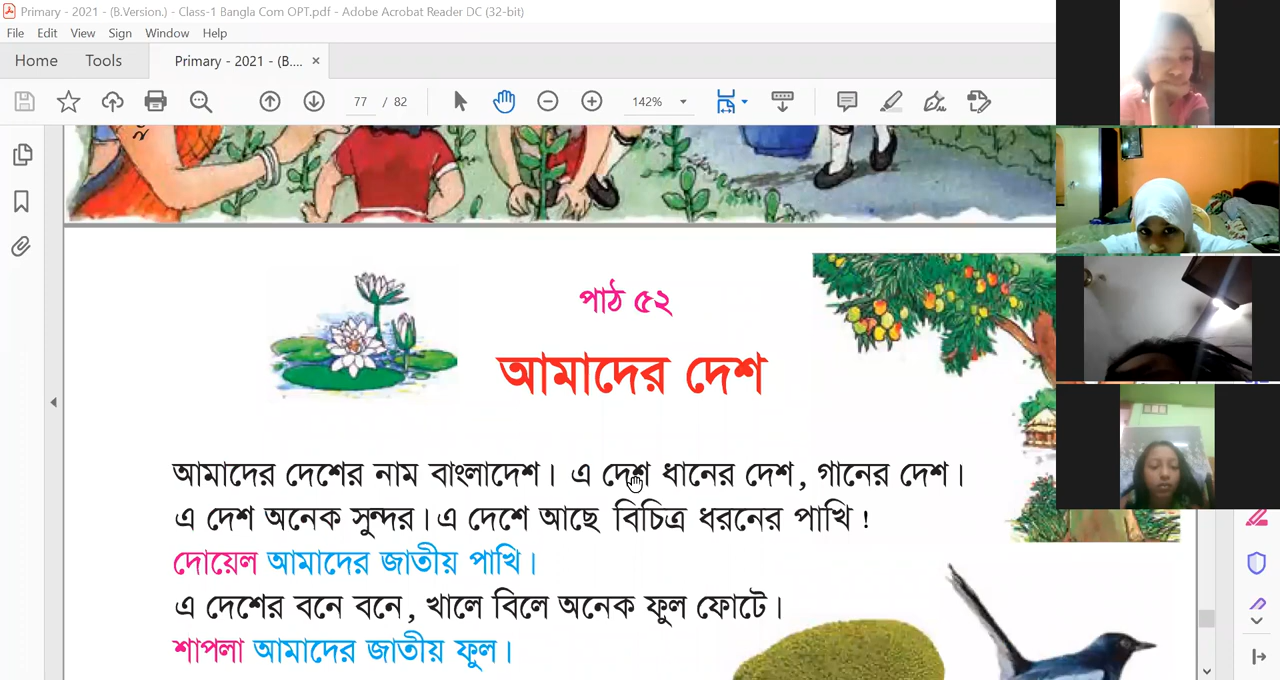 Primary - 2021 - (B.Version.) - Class-1 Bangla Com OPT.pdf - Adobe Acrobat Reader DC (32-bit)
File Edit View Sign Window Help
Home Tools Primary - 2021 - (B.... ×
77 / 82 142%
পাঠ ৫২
আমাদের দেশ
আমাদের দেশের নাম বাংলাদেশ। এ দেশ ধানের দেশ, গানের দেশ।
এ দেশ অনেক সুন্দর। এ দেশে আছে বিচিত্র ধরনের পাখি !
দোয়েল আমাদের জাতীয় পাখি।
এ দেশের বনে বনে, খালে বিলে অনেক ফুল ফোটে।
শাপলা আমাদের জাতীয় ফুল।